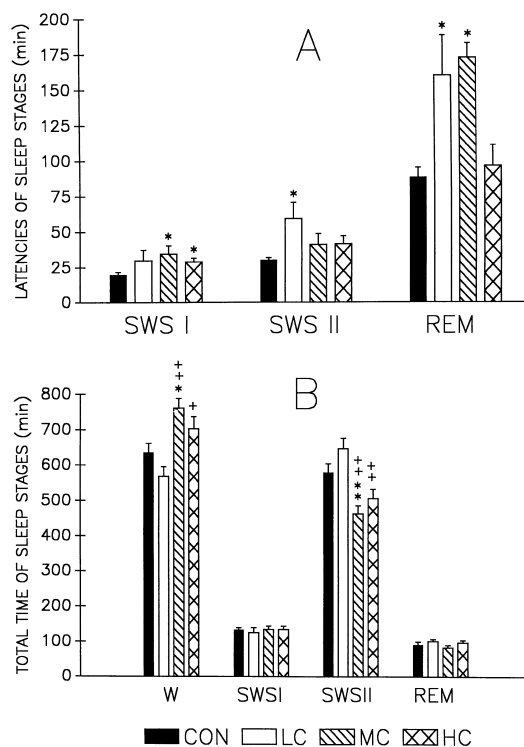 A
LATENCIES OF SLEEP STAGES (min)
200
175
150
125
100
75
50
25
0
* * * * *
SWS I SWS II REM
B
TOTAL TIME OF SLEEP STAGES (min)
800
700
600
500
400
300
200
100
0
++* + ++** ++
W SWSI SWSII REM
CON LC MC HC